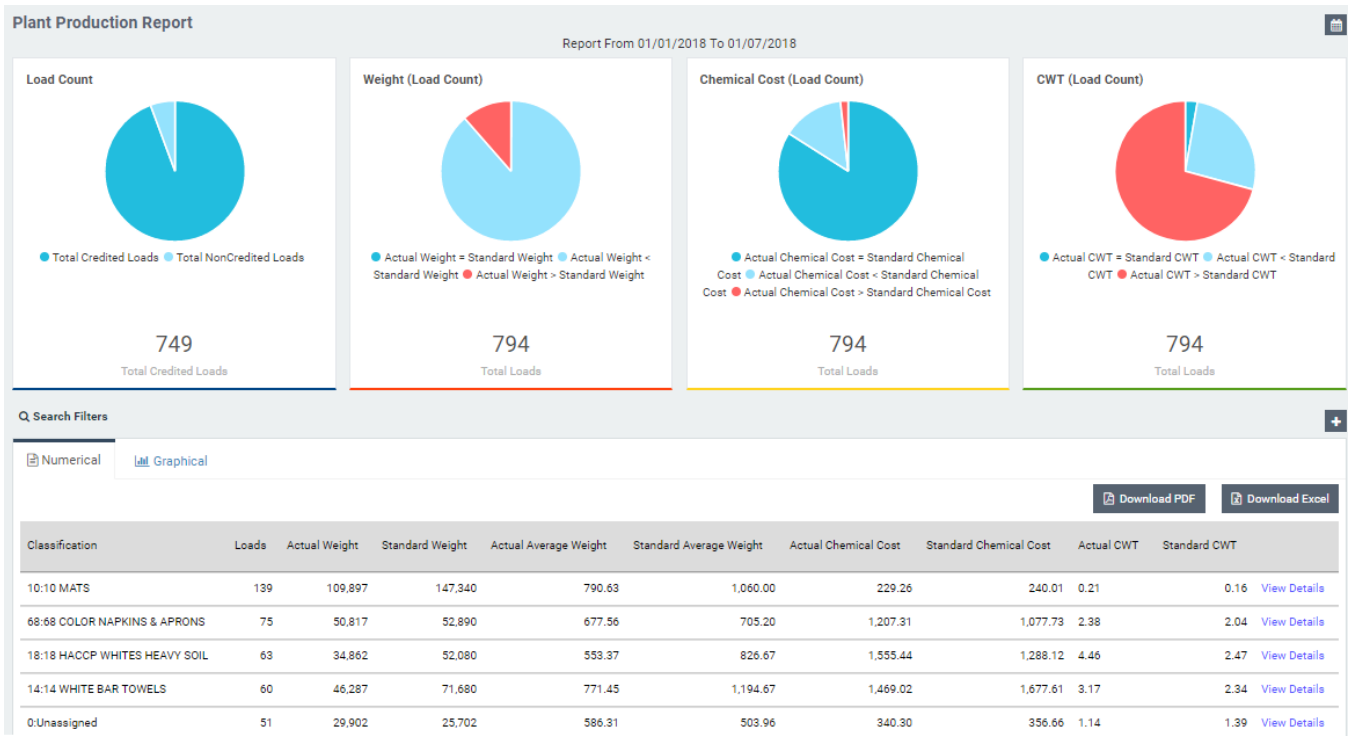 Plant Production Report
Report From 01/01/2018 To 01/07/2018
Load Count
Total Credited Loads Total NonCredited Loads
749
Total Credited Loads
Weight (Load Count)
Actual Weight = Standard Weight Actual Weight <
Standard Weight Actual Weight > Standard Weight
794
Total Loads
Chemical Cost (Load Count)
Actual Chemical Cost = Standard Chemical
Cost Actual Chemical Cost < Standard Chemical
Cost Actual Chemical Cost > Standard Chemical Cost
794
Total Loads
CWT (Load Count)
Actual CWT = Standard CWT Actual CWT < Standard
CWT Actual CWT > Standard CWT
794
Total Loads
Search Filters
Numerical Graphical
Download PDF Download Excel
Classification Loads Actual Weight Standard Weight Actual Average Weight Standard Average Weight Actual Chemical Cost Standard Chemical Cost Actual CWT Standard CWT
10:10 MATS 139 109,897 147,340 790.63 1,060.00 229.26 240.01 0.21 0.16 View Details
68:68 COLOR NAPKINS & APRONS 75 50,817 52,890 677.56 705.20 1,207.31 1,077.73 2.38 2.04 View Details
18:18 HACCP WHITES HEAVY SOIL 63 34,862 52,080 553.37 826.67 1,555.44 1,288.12 4.46 2.47 View Details
14:14 WHITE BAR TOWELS 60 46,287 71,680 771.45 1,194.67 1,469.02 1,677.61 3.17 2.34 View Details
0:Unassigned 51 29,902 25,702 586.31 503.96 340.30 356.66 1.14 1.39 View Details